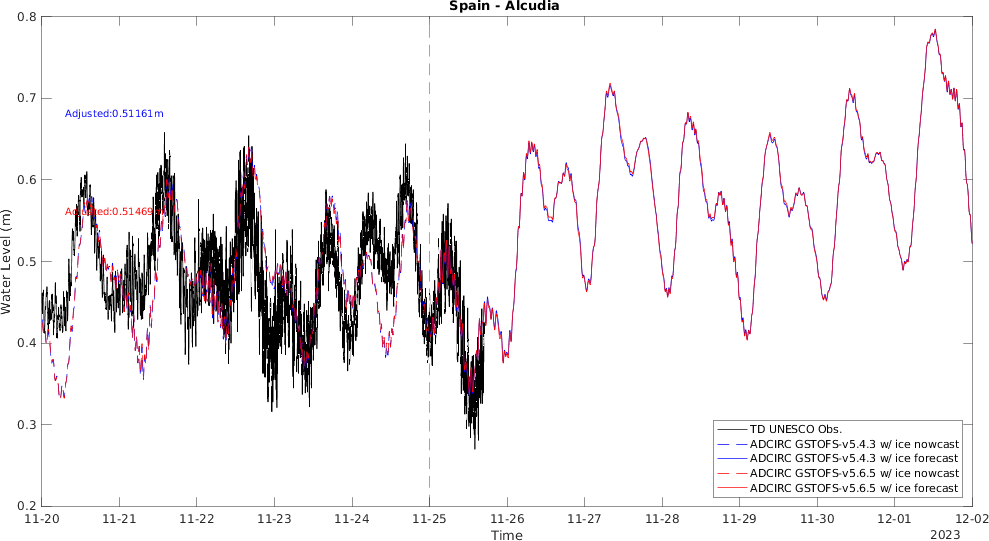 Spain - Alcudia
0.8
0.7
0.6
0.5
0.4
0.3
0.2
Water Level (m)
Adjusted:0.51161m
Adjusted:0.51469m
TD UNESCO Obs.
ADCIRC GSTOFS-v5.4.3 w/ ice nowcast
ADCIRC GSTOFS-v5.4.3 w/ ice forecast
ADCIRC GSTOFS-v5.6.5 w/ ice nowcast
ADCIRC GSTOFS-v5.6.5 w/ ice forecast
11-20 11-21 11-22 11-23 11-24 11-25 11-26 11-27 11-28 11-29 11-30 12-01 12-02
Time
2023